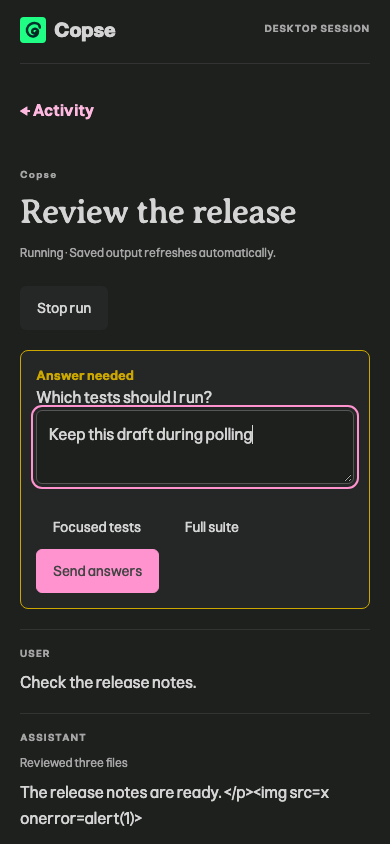 Copse
DESKTOP SESSION
← Activity
Copse
Review the release
Running · Saved output refreshes automatically.
Stop run
Answer needed
Which tests should I run?
Keep this draft during polling
Focused tests
Full suite
Send answers
USER
Check the release notes.
ASSISTANT
Reviewed three files
The release notes are ready. </p><img src=x
onerror=alert(1)>